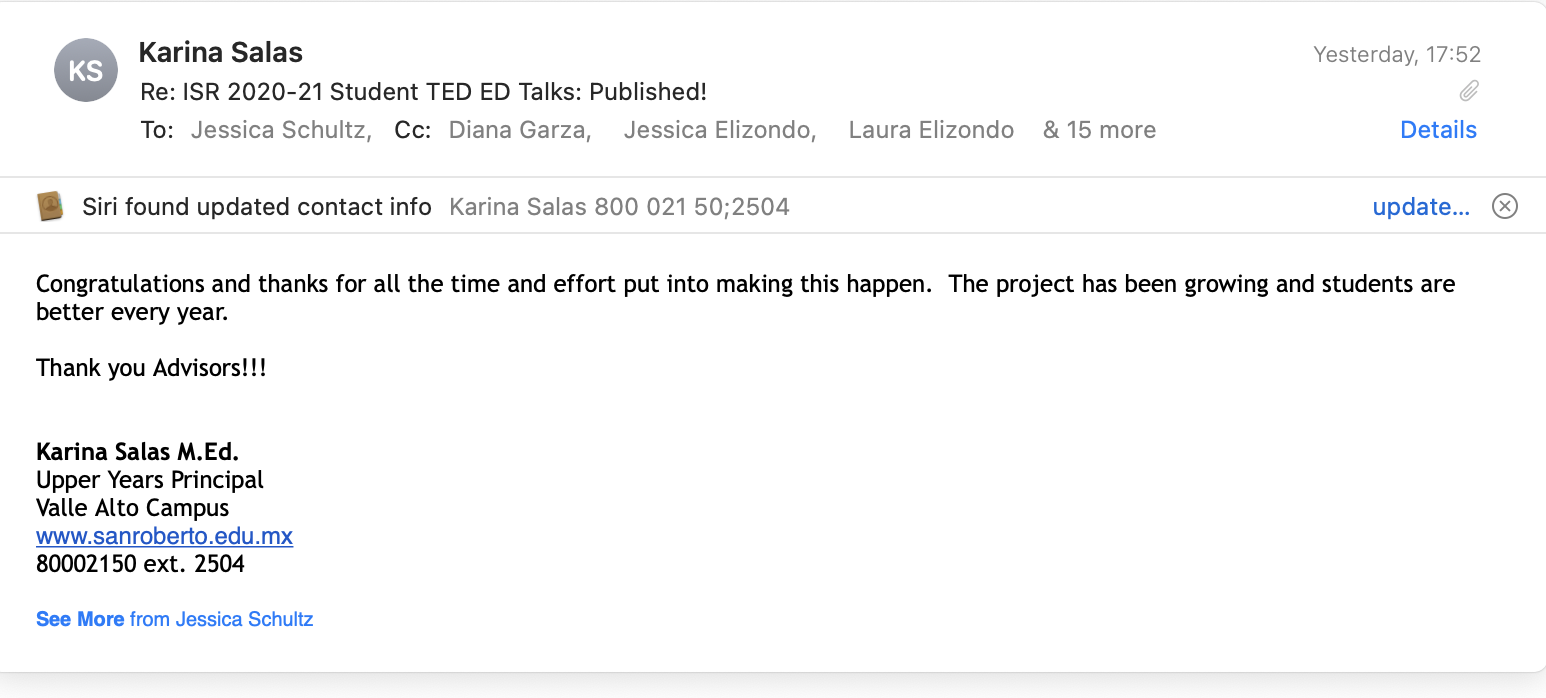 KS
Karina Salas
Yesterday, 17:52
Re: ISR 2020-21 Student TED ED Talks: Published!
To: Jessica Schultz, Cc: Diana Garza, Jessica Elizondo, Laura Elizondo & 15 more
Details
Siri found updated contact info Karina Salas 800 021 50;2504
update...
Congratulations and thanks for all the time and effort put into making this happen.  The project has been growing and students are
better every year.
Thank you Advisors!!!
Karina Salas M.Ed.
Upper Years Principal
Valle Alto Campus
www.sanroberto.edu.mx
80002150 ext. 2504
See More from Jessica Schultz